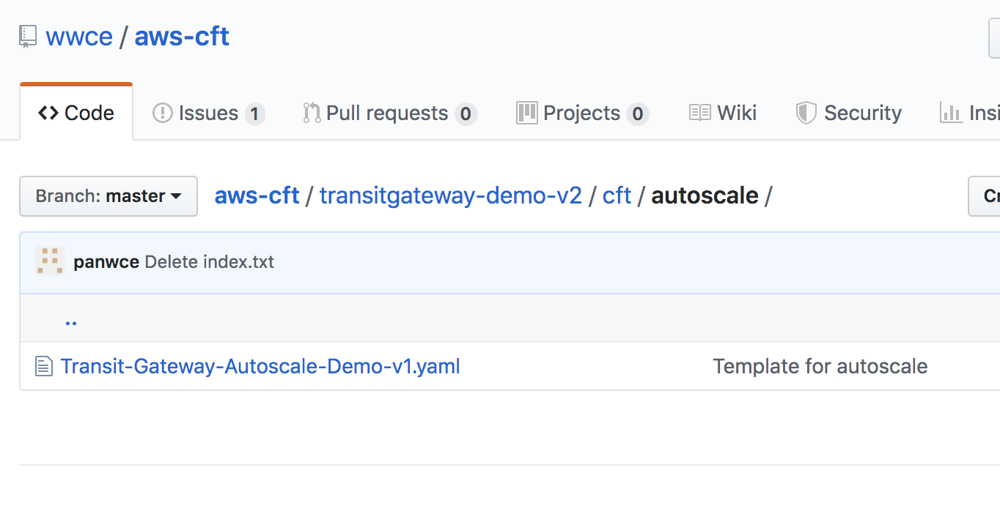 wwce / aws-cft
Code Issues 1 Pull requests 0 Projects 0 Wiki Security Insi
Branch: master aws-cft / transitgateway-demo-v2 / cft / autoscale / Cr
panwce Delete index.txt
..
Transit-Gateway-Autoscale-Demo-v1.yaml Template for autoscale